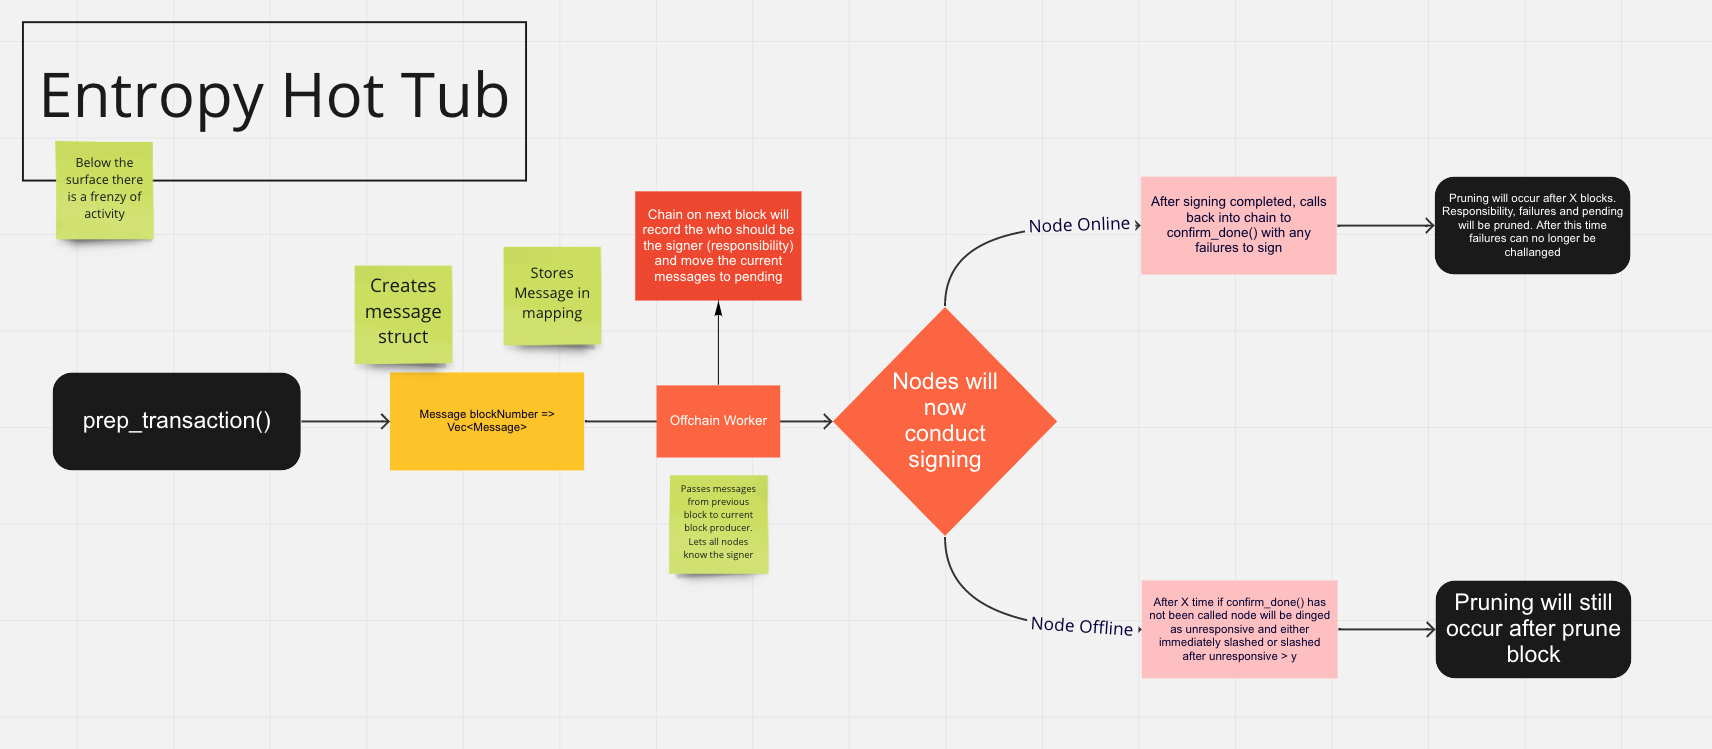 Entropy Hot Tub
Below the
surface there
is a frenzy of
activity
prep_transaction()
Creates
message
struct
Message blockNumber =>
Vec<Message>
Stores
Message in
mapping
Chain on next block will
record the who should be
the signer (responsibility)
and move the current
messages to pending
Offchain Worker
Passes messages
from previous
block to current
block producer.
Lets all nodes
know the signer
Nodes will
now
conduct
signing
Node Online
After signing completed, calls
back into chain to
confirm_done() with any
failures to sign
Pruning will occur after X blocks.
Responsibility, failures and pending
will be pruned. After this time
failures can no longer be
challanged
Node Offline
After X time if confirm_done() has
not been called node will be dinged
as unresponsive and either
immediately slashed or slashed
after unresponsive > y
Pruning will still
occur after prune
block